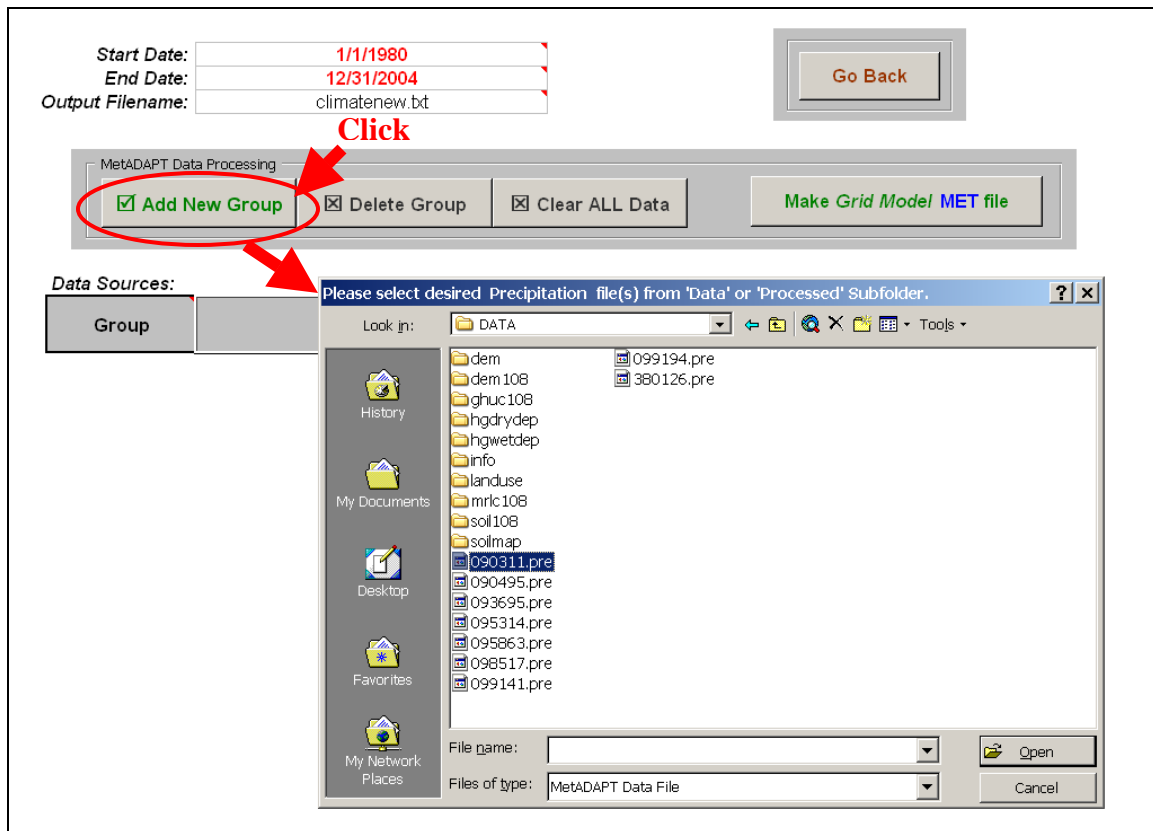 Start Date: 1/1/1980
End Date: 12/31/2004
Output Filename: climatenew.txt
Go Back
Click
MetADAPT Data Processing
Add New Group
Delete Group
Clear ALL Data
Make Grid Model MET file
Data Sources:
Group
Please select desired Precipitation file(s) from 'Data' or 'Processed' Subfolder.
Look in: DATA
Tools
History
My Documents
Desktop
Favorites
My Network
Places
dem
dem108
ghuc108
hgdrydep
hgwetdep
info
landuse
mrlc108
soil108
soilmap
090311.pre
090495.pre
093695.pre
095314.pre
095863.pre
098517.pre
099141.pre
099194.pre
380126.pre
File name:
Open
Files of type: MetADAPT Data File
Cancel